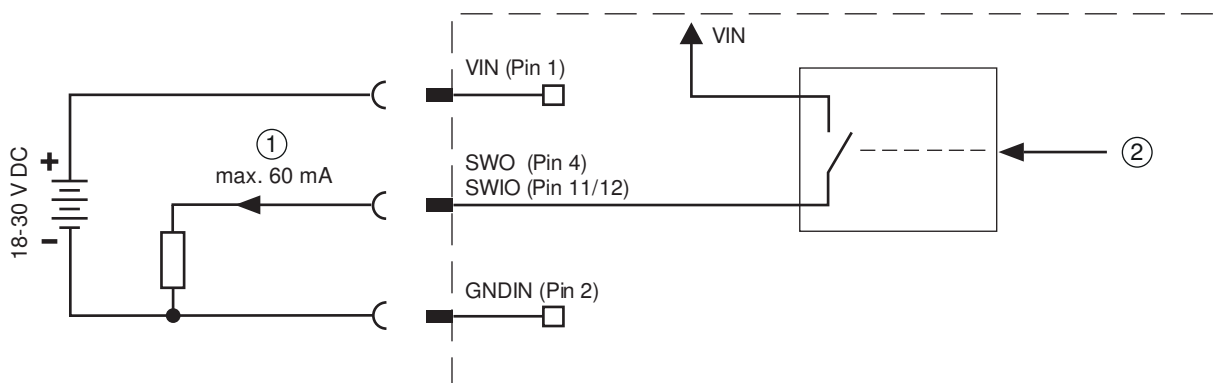 VIN
VIN (Pin 1)
①
max. 60 mA
SWO (Pin 4)
SWIO (Pin 11/12)
②
+
18-30 V DC
−
GNDIN (Pin 2)